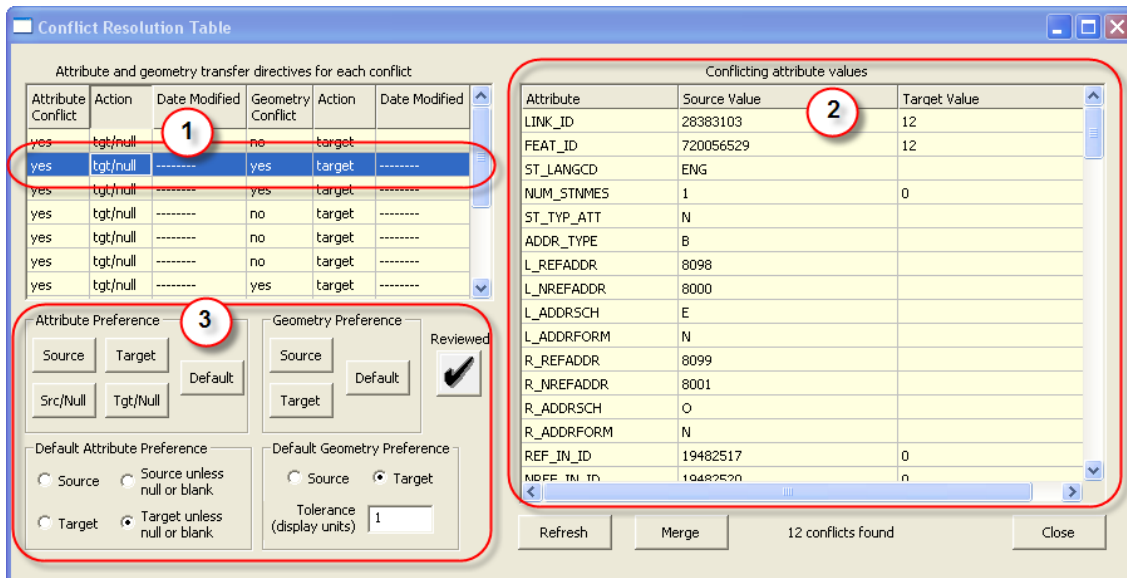 Conflict Resolution Table
Attribute and geometry transfer directives for each conflict
Attribute Conflict Action Date Modified Geometry Conflict Action Date Modified
1
yes tgt/null no target
yes tgt/null -------- yes target --------
yes tgt/null -------- yes target --------
yes tgt/null -------- no target --------
yes tgt/null -------- no target --------
yes tgt/null -------- no target --------
yes tgt/null -------- yes target --------
Conflicting attribute values
2
Attribute Source Value Target Value
LINK_ID 28383103 12
FEAT_ID 720056529 12
ST_LANGCD ENG
NUM_STNMES 1 0
ST_TYP_ATT N
ADDR_TYPE B
L_REFADDR 8098
L_NREFADDR 8000
L_ADDRSCH E
L_ADDRFORM N
R_REFADDR 8099
R_NREFADDR 8001
R_ADDRSCH O
R_ADDRFORM N
REF_IN_ID 19482517 0
NREF_IN_ID 19482520 0
Attribute Preference
3
Source Target
Default
Src/Null Tgt/Null
Geometry Preference
Source
Default
Target
Reviewed
Default Attribute Preference
Source Source unless null or blank
Target Target unless null or blank
Default Geometry Preference
Source Target
Tolerance (display units) 1
Refresh Merge 12 conflicts found Close